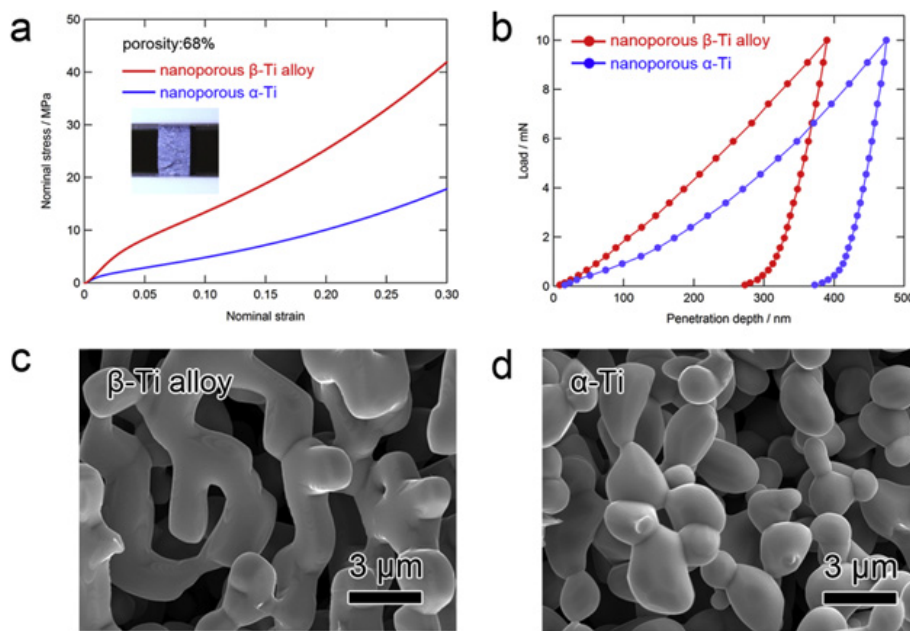 a
porosity:68%
nanoporous β-Ti alloy
nanoporous α-Ti
Nominal stress / MPa
50
40
30
20
10
0
0
0.05
0.10
0.15
0.20
0.25
0.30
Nominal strain
b
nanoporous β-Ti alloy
nanoporous α-Ti
Load / mN
10
8
6
4
2
0
0
100
200
300
400
500
Penetration depth / nm
c
β-Ti alloy
3 μm
d
α-Ti
3 μm